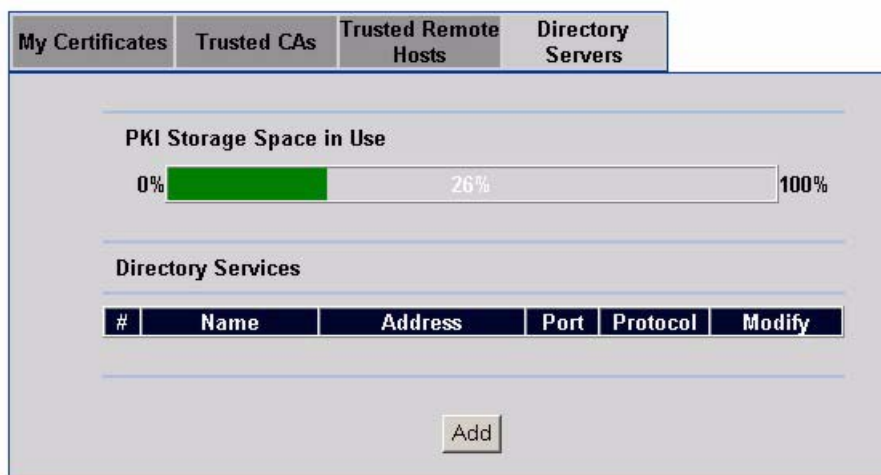 My Certificates
Trusted CAs
Trusted Remote
Hosts
Directory
Servers
PKI Storage Space in Use
0%
26%
100%
Directory Services
# Name Address Port Protocol Modify
Add